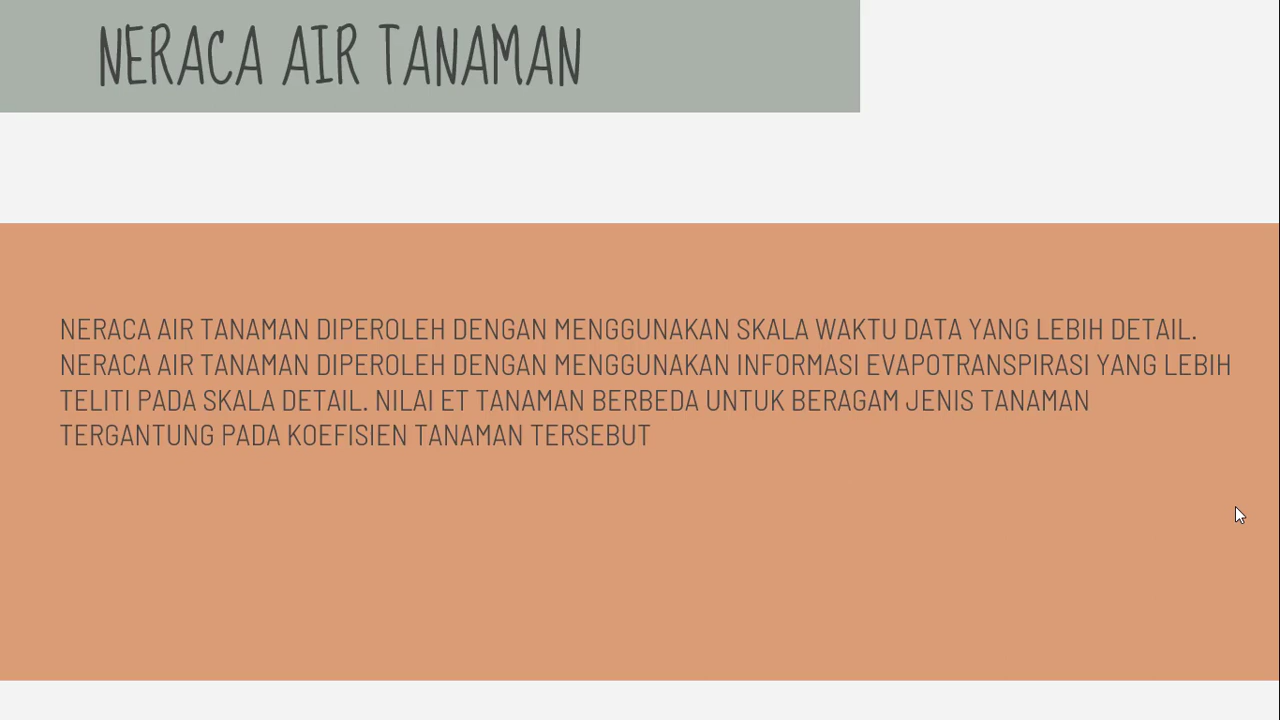 NERACA AIR TANAMAN
NERACA AIR TANAMAN DIPEROLEH DENGAN MENGGUNAKAN SKALA WAKTU DATA YANG LEBIH DETAIL.
NERACA AIR TANAMAN DIPEROLEH DENGAN MENGGUNAKAN INFORMASI EVAPOTRANSPIRASI YANG LEBIH
TELITI PADA SKALA DETAIL. NILAI ET TANAMAN BERBEDA UNTUK BERAGAM JENIS TANAMAN
TERGANTUNG PADA KOEFISIEN TANAMAN TERSEBUT